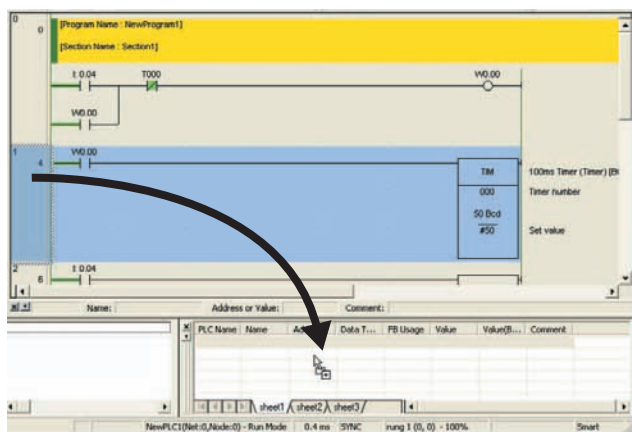 0
0
[Program Name : NewProgram1]
[Section Name : Section1]
I: 0.04 T000 W0.00
W0.00
1
4
W0.00
TIM 100ms Timer (Timer)
000 Timer number
50 Bcd
#50 Set value
2
6
I: 0.04
Name: Address or Value: Comment:
PLC Name Name Data T... FB Usage Value Value(B... Comment
sheet1 sheet2 sheet3
NewPLC1(Net:0,Node:0) - Run Mode 0.4 ms SYNC rung 1 (0, 0) - 100% Smart